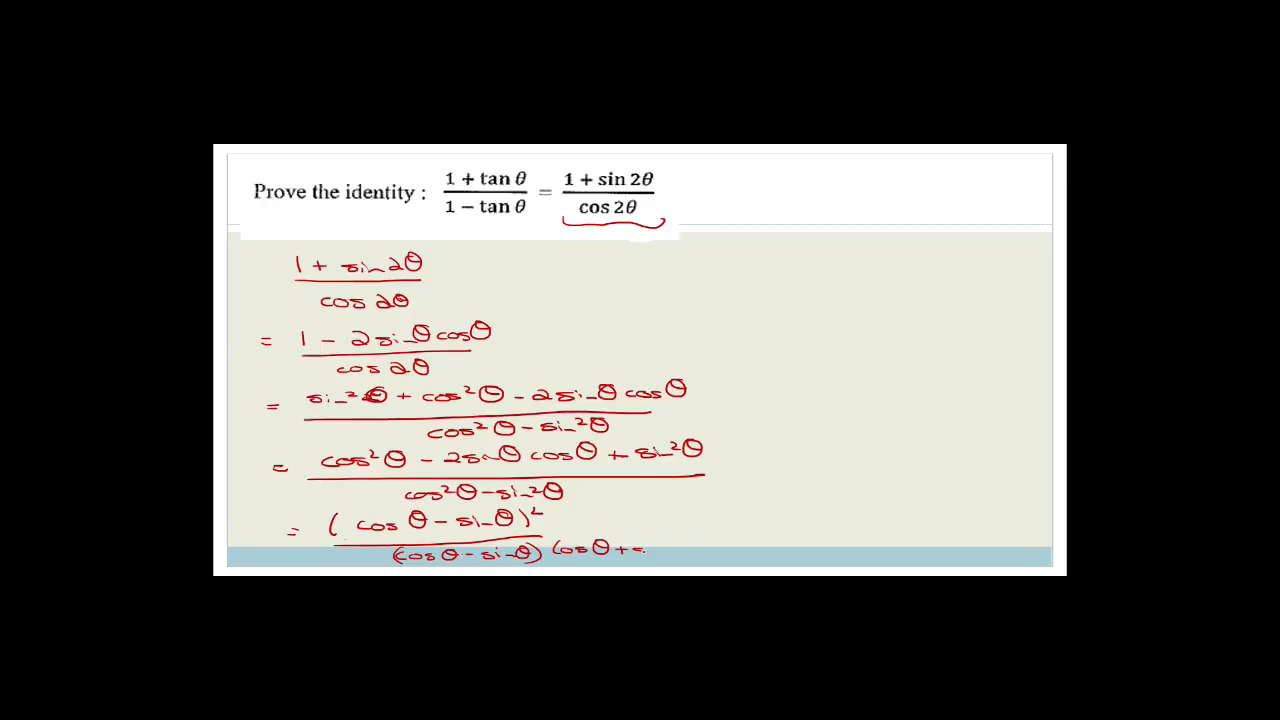 Prove the identity : (1 + tan θ)/(1 − tan θ) = (1 + sin 2θ)/(cos 2θ)
1 + sin 2θ
cos 2θ
= 1 − 2 sin θ cos θ
cos 2θ
= sin²θ + cos²θ − 2 sin θ cos θ
cos²θ − sin²θ
= cos²θ − 2 sin θ cos θ + sin²θ
cos²θ − sin²θ
= (cos θ − sin θ)²
(cos θ − sin θ) (cos θ +